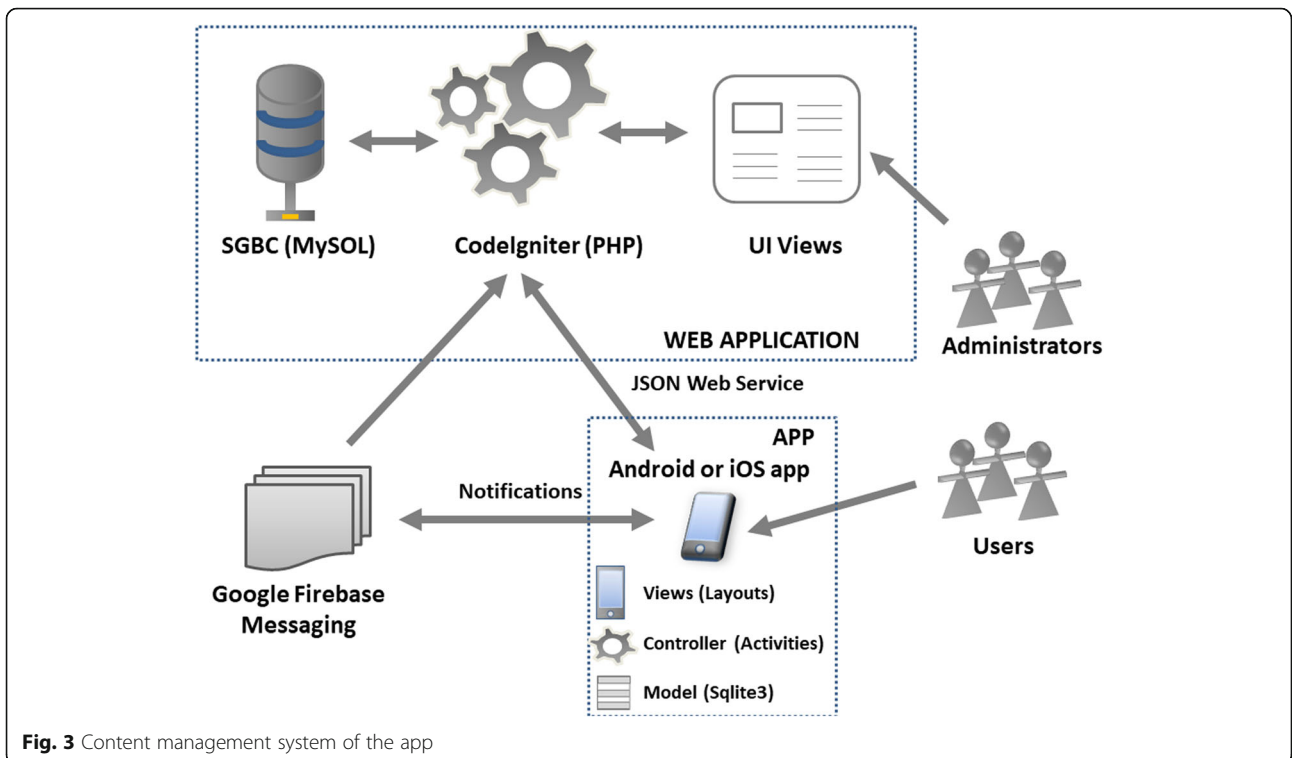 SGBC (MySOL)
CodeIgniter (PHP)
UI Views
WEB APPLICATION
Administrators
JSON Web Service
APP
Android or iOS app
Notifications
Users
Google Firebase
Messaging
Views (Layouts)
Controller (Activities)
Model (Sqlite3)
Fig. 3 Content management system of the app